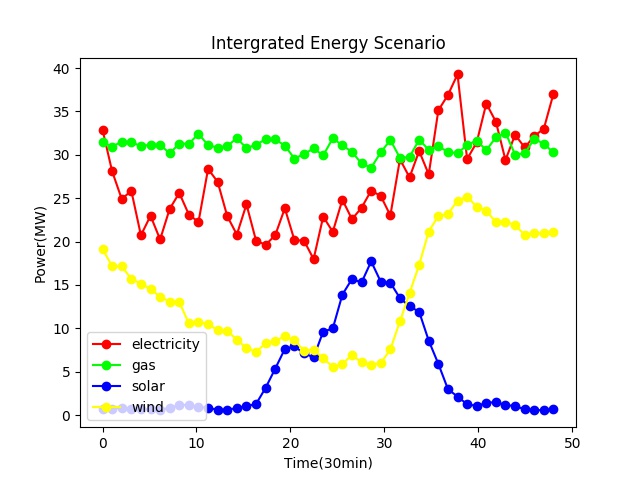 Intergrated Energy Scenario
Power(MW)
40
35
30
25
20
15
10
5
0
electricity
gas
solar
wind
0 10 20 30 40 50
Time(30min)